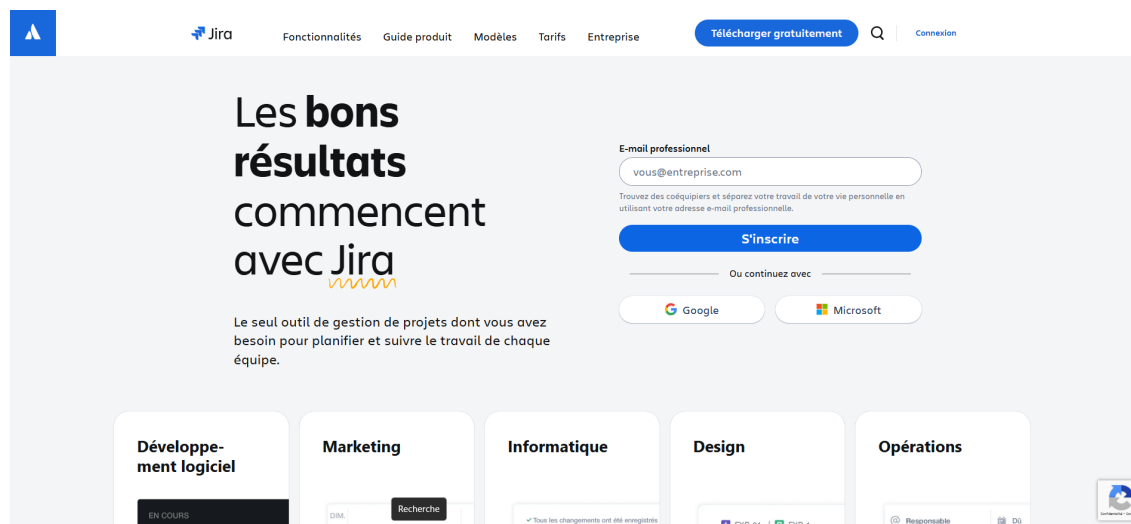 Jira
Fonctionnalités
Guide produit
Modèles
Tarifs
Entreprise
Télécharger gratuitement
Connexion
Les bons
résultats
commencent
avec Jira
Le seul outil de gestion de projets dont vous avez
besoin pour planifier et suivre le travail de chaque
équipe.
E-mail professionnel
vous@entreprise.com
Trouvez des coéquipiers et séparez votre travail de votre vie personnelle en
utilisant votre adresse e-mail professionnelle.
S'inscrire
Ou continuez avec
Google
Microsoft
Développe-
ment logiciel
EN COURS
Marketing
DIM.
Recherche
Informatique
Tous les changements ont été enregistrés
Design
Opérations
Responsable